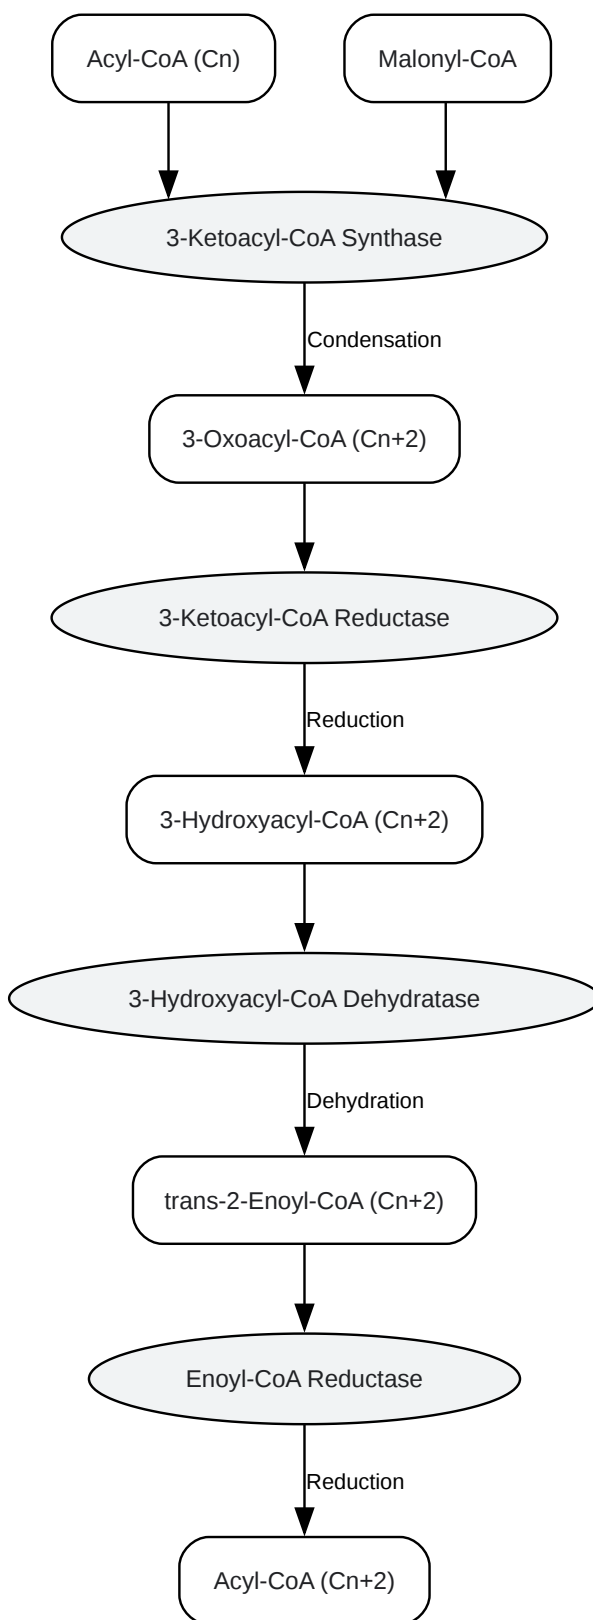 Acyl-CoA (Cn)
Malonyl-CoA
3-Ketoacyl-CoA Synthase
Condensation
3-Oxoacyl-CoA (Cn+2)
3-Ketoacyl-CoA Reductase
Reduction
3-Hydroxyacyl-CoA (Cn+2)
3-Hydroxyacyl-CoA Dehydratase
Dehydration
trans-2-Enoyl-CoA (Cn+2)
Enoyl-CoA Reductase
Reduction
Acyl-CoA (Cn+2)